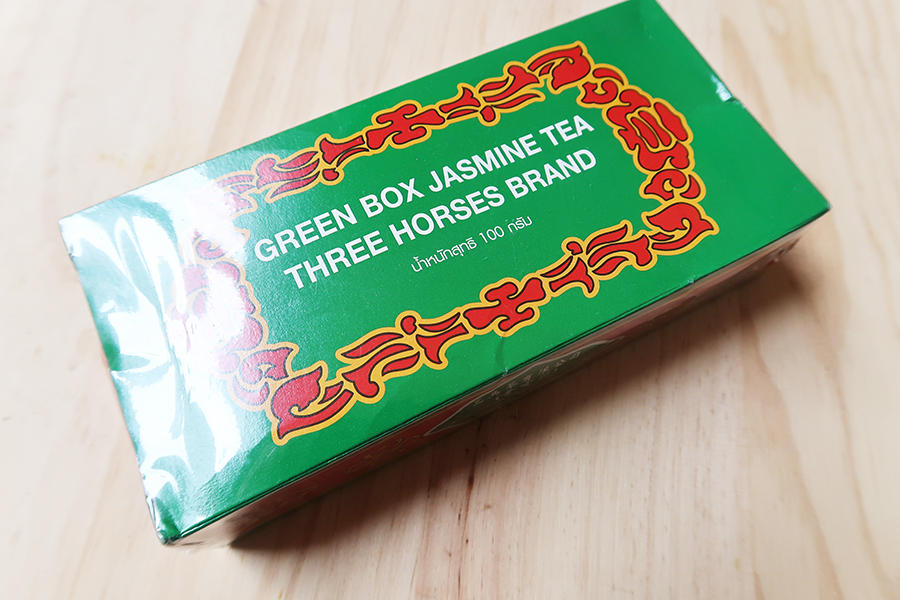 GREEN BOX JASMINE TEA
THREE HORSES BRAND
น้ำหนักสุทธิ 100 กรัม